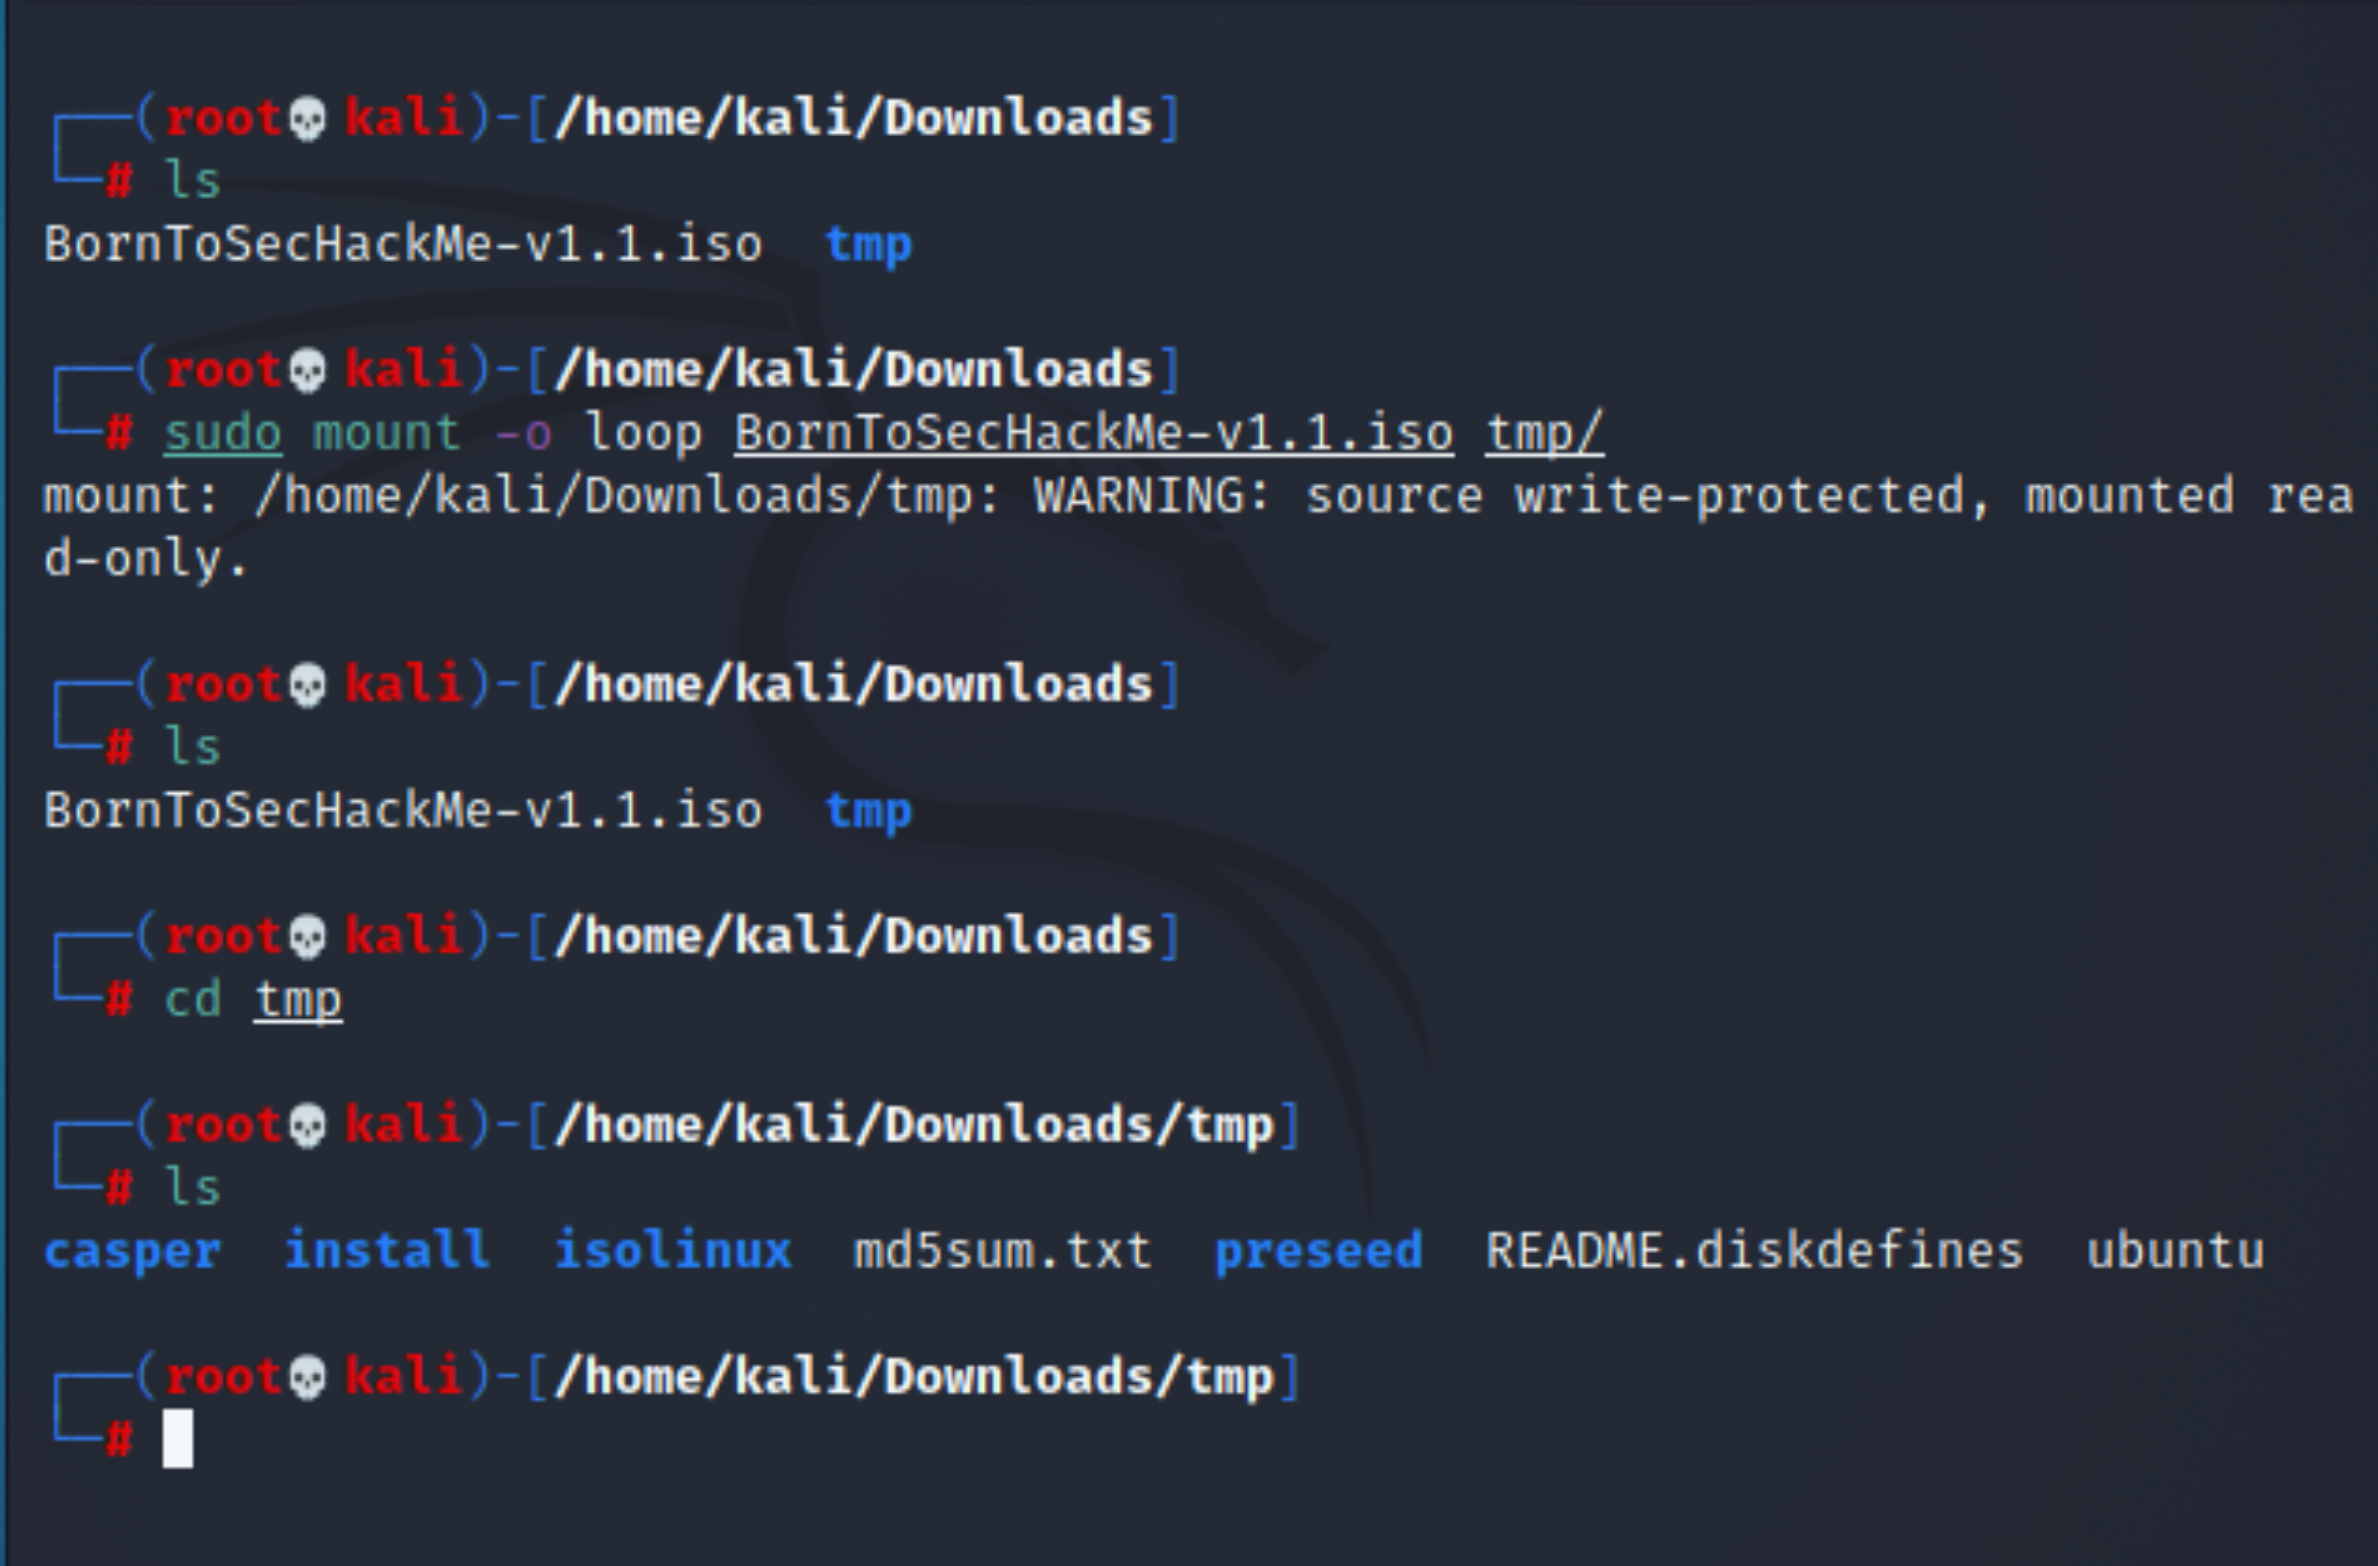 ┌──(root💀kali)-[/home/kali/Downloads]
└─# ls
BornToSecHackMe-v1.1.iso  tmp
┌──(root💀kali)-[/home/kali/Downloads]
└─# sudo mount -o loop BornToSecHackMe-v1.1.iso tmp/
mount: /home/kali/Downloads/tmp: WARNING: source write-protected, mounted rea
d-only.
┌──(root💀kali)-[/home/kali/Downloads]
└─# ls
BornToSecHackMe-v1.1.iso  tmp
┌──(root💀kali)-[/home/kali/Downloads]
└─# cd tmp
┌──(root💀kali)-[/home/kali/Downloads/tmp]
└─# ls
casper  install  isolinux  md5sum.txt  preseed  README.diskdefines  ubuntu
┌──(root💀kali)-[/home/kali/Downloads/tmp]
└─#